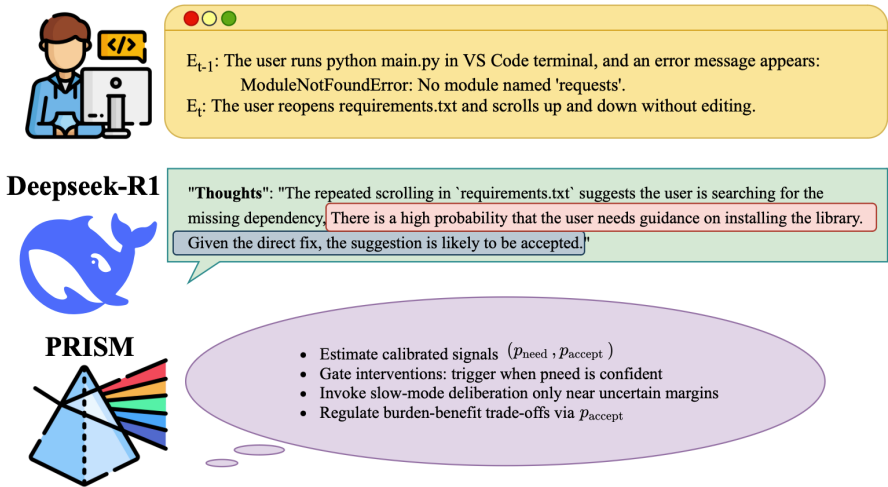 </>
E_{t-1}: The user runs python main.py in VS Code terminal, and an error message appears:
ModuleNotFoundError: No module named 'requests'.
E_t: The user reopens requirements.txt and scrolls up and down without editing.
Deepseek-R1
"Thoughts": "The repeated scrolling in `requirements.txt` suggests the user is searching for the
missing dependency, There is a high probability that the user needs guidance on installing the library.
Given the direct fix, the suggestion is likely to be accepted."
PRISM
• Estimate calibrated signals (p_need, p_accept)
• Gate interventions: trigger when pneed is confident
• Invoke slow-mode deliberation only near uncertain margins
• Regulate burden-benefit trade-offs via p_accept